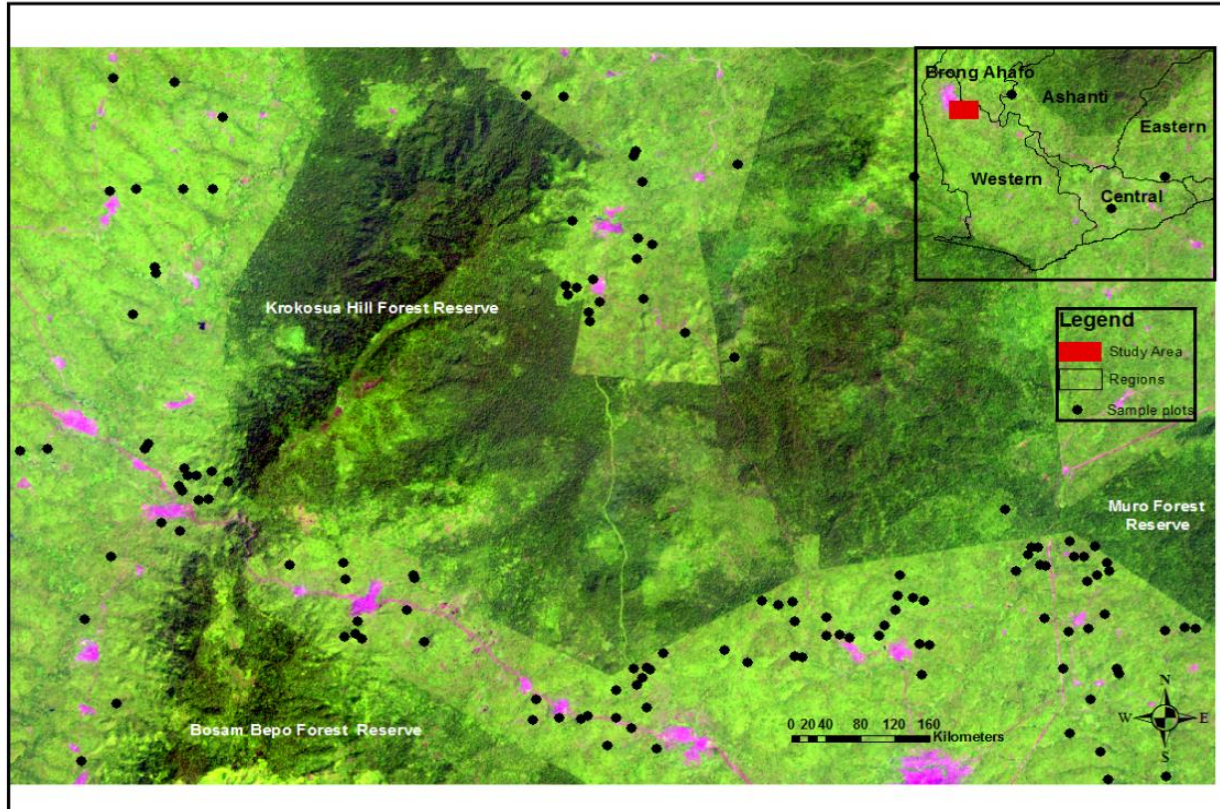 Brong Ahafo
Ashanti
Eastern
Western
Central
Krokosua Hill Forest Reserve
Legend
Study Area
Regions
Sample plots
Muro Forest
Reserve
Bosam Bepo Forest Reserve
N
W E
S
0 20 40 80 120 160
Kilometers